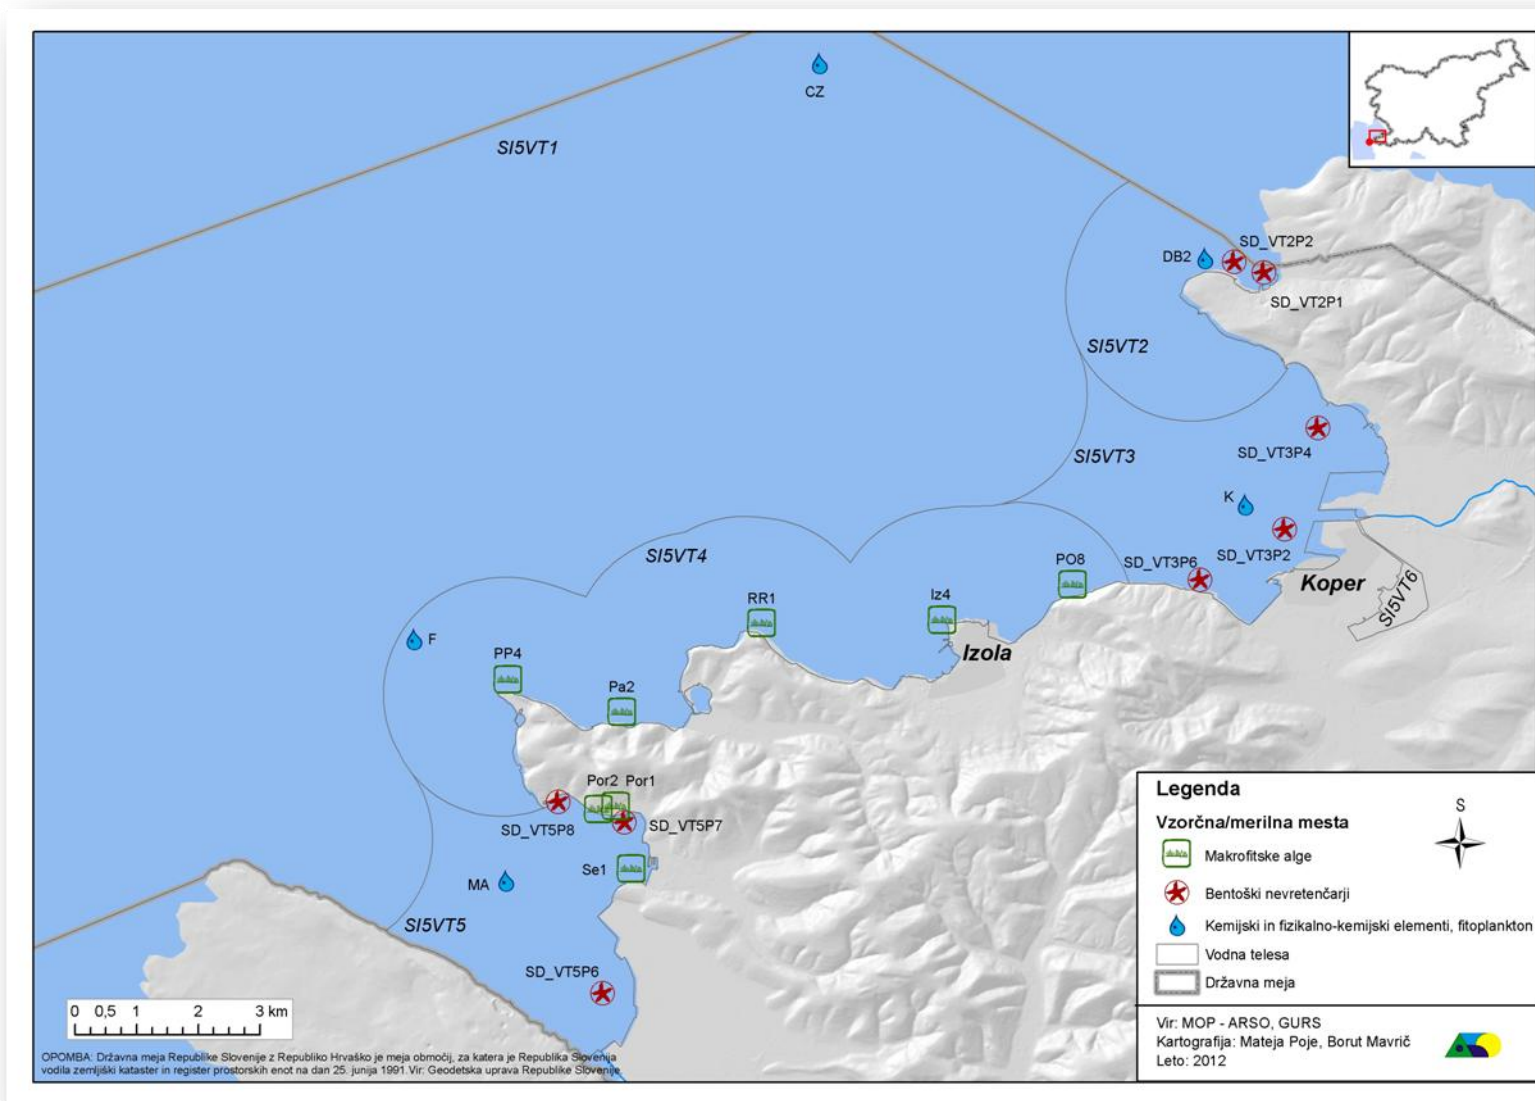 CZ
SI5VT1
SD_VT2P2
DB2
SD_VT2P1
SI5VT2
SI5VT3
SD_VT3P4
K
SD_VT3P2
SD_VT3P6
SI5VT4
PO8
Koper
SI5VT6
RR1
Iz4
Izola
F
PP4
Pa2
Por2 Por1
SD_VT5P8
SD_VT5P7
Se1
MA
SI5VT5
SD_VT5P6
0 0,5 1 2 3 km
OPOMBA: Državna meja Republike Slovenije z Republiko Hrvaško je meja območij, za katera je Republika Slovenija
vodila zemljiški kataster in register prostorskih enot na dan 25. junija 1991.Vir: Geodetska uprava Republike Slovenije
Legenda
Vzorčna/merilna mesta
S
Makrofitske alge
Bentoški nevretenčarji
Kemijski in fizikalno-kemijski elementi, fitoplankton
Vodna telesa
Državna meja
Vir: MOP - ARSO, GURS
Kartografija: Mateja Poje, Borut Mavrič
Leto: 2012